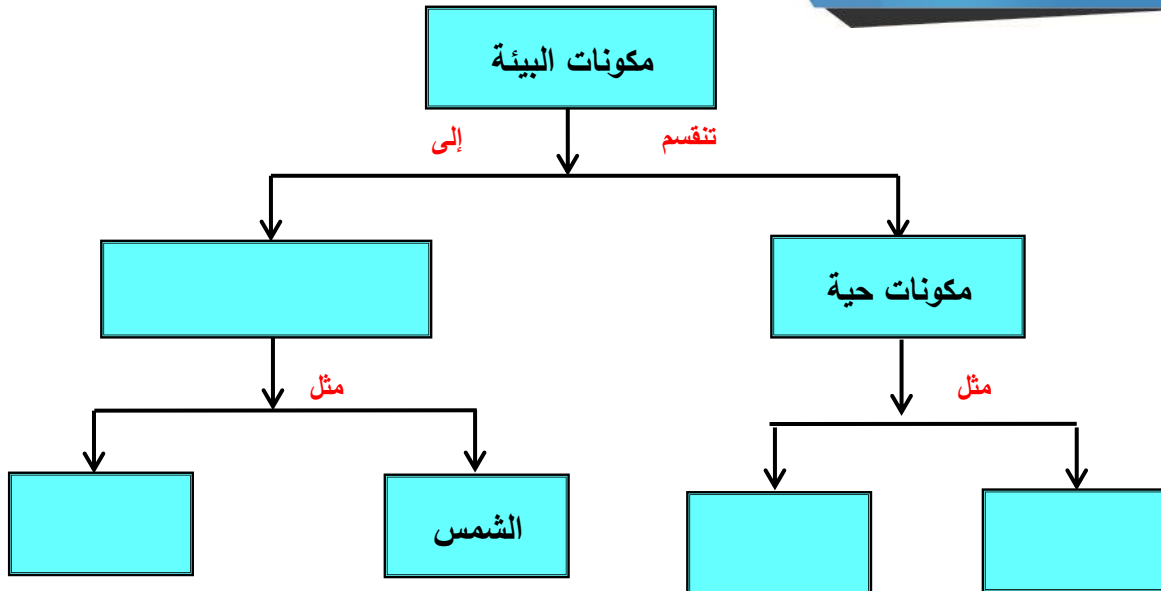 مكونات البيئة
تنقسم
إلى
مكونات حية
مثل
مثل
الشمس